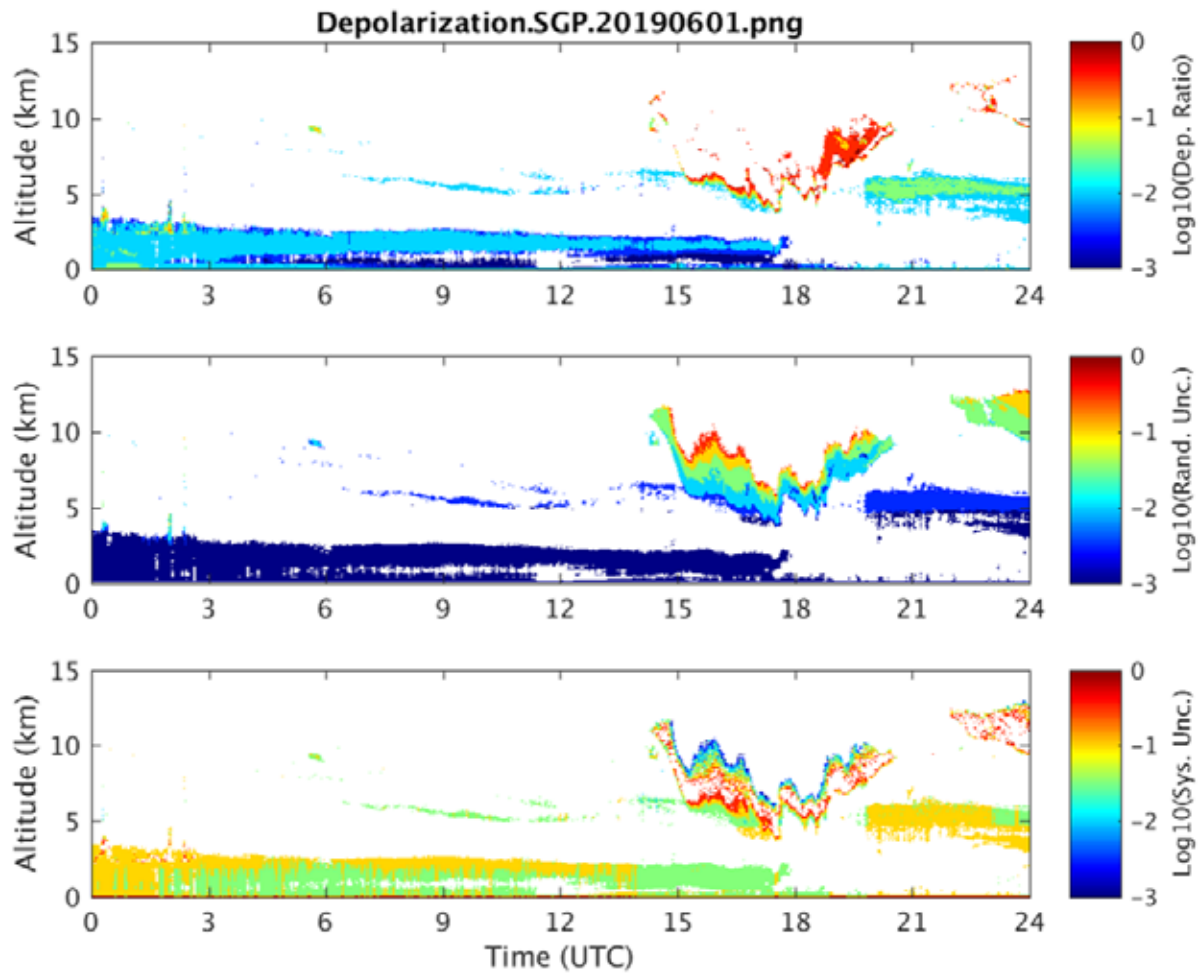 Depolarization.SGP.20190601.png
15
10
5
0
Altitude (km)
0 3 6 9 12 15 18 21 24
0
−1
−2
−3
Log10(Dep. Ratio)
15
10
5
0
Altitude (km)
0 3 6 9 12 15 18 21 24
0
−1
−2
−3
Log10(Rand. Unc.)
15
10
5
0
Altitude (km)
0 3 6 9 12 15 18 21 24
Time (UTC)
0
−1
−2
−3
Log10(Sys. Unc.)